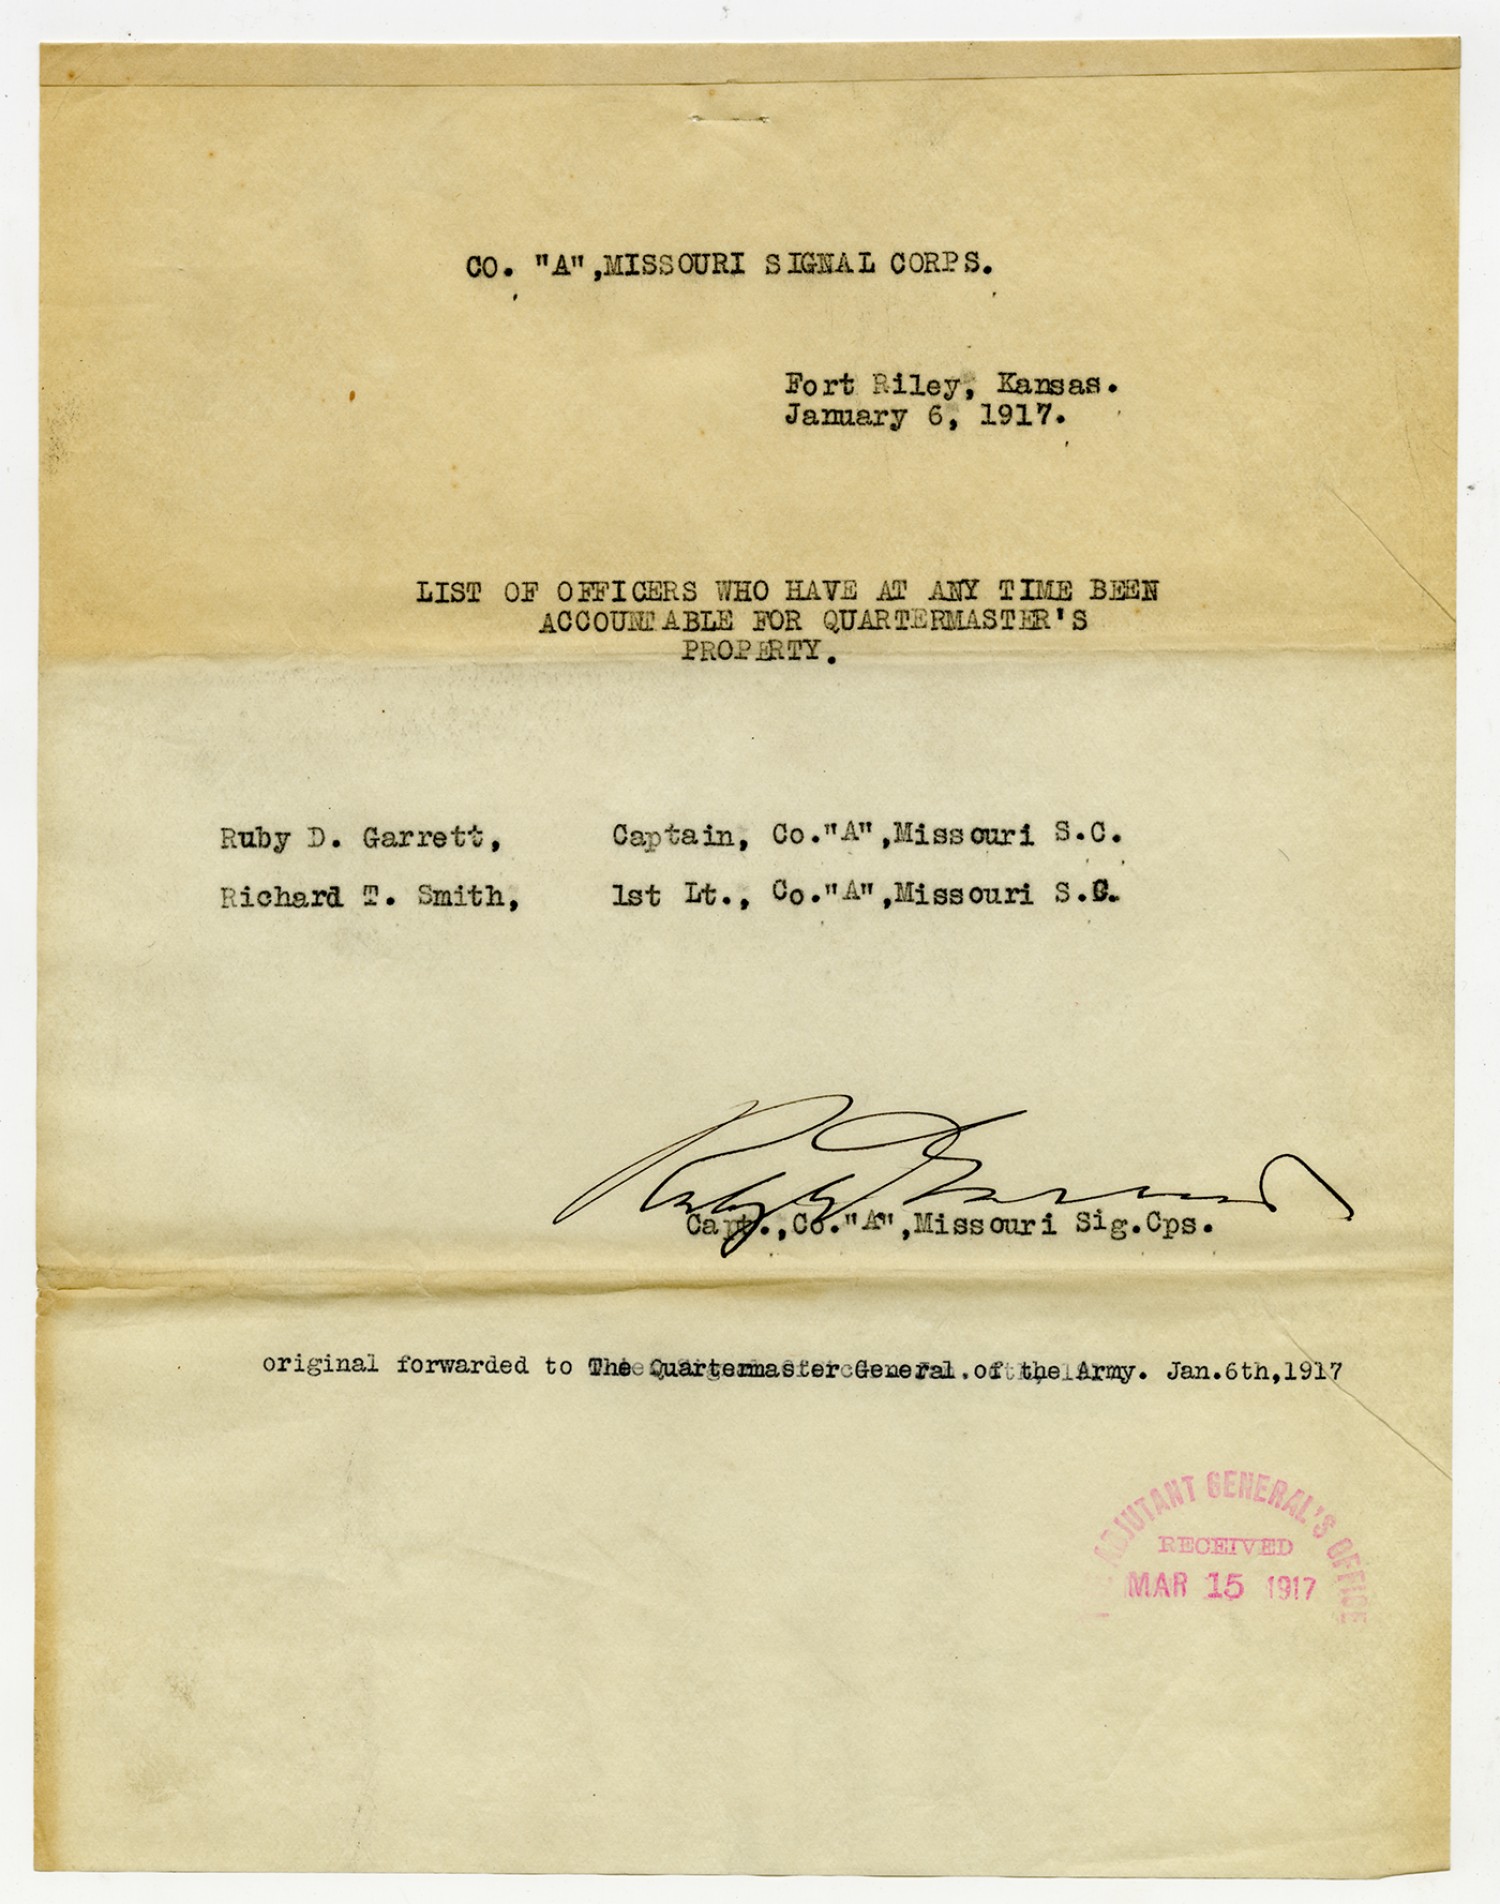 CO. "A",MISSOURI SIGNAL CORPS.
Fort Riley, Kansas.
January 6, 1917.
LIST OF OFFICERS WHO HAVE AT ANY TIME BEEN
ACCOUNTABLE FOR QUARTERMASTER'S
PROPERTY.
Ruby D. Garrett, Captain, Co."A",Missouri S.C.
Richard T. Smith, 1st Lt., Co."A",Missouri S.C.
Ruby D Garrett
Capt.,Co."A",Missouri Sig.Cps.
original forwarded to The Quartermaster General of the Army. Jan.6th,1917
ADJUTANT GENERAL'S OFFICE
RECEIVED
MAR 15 1917